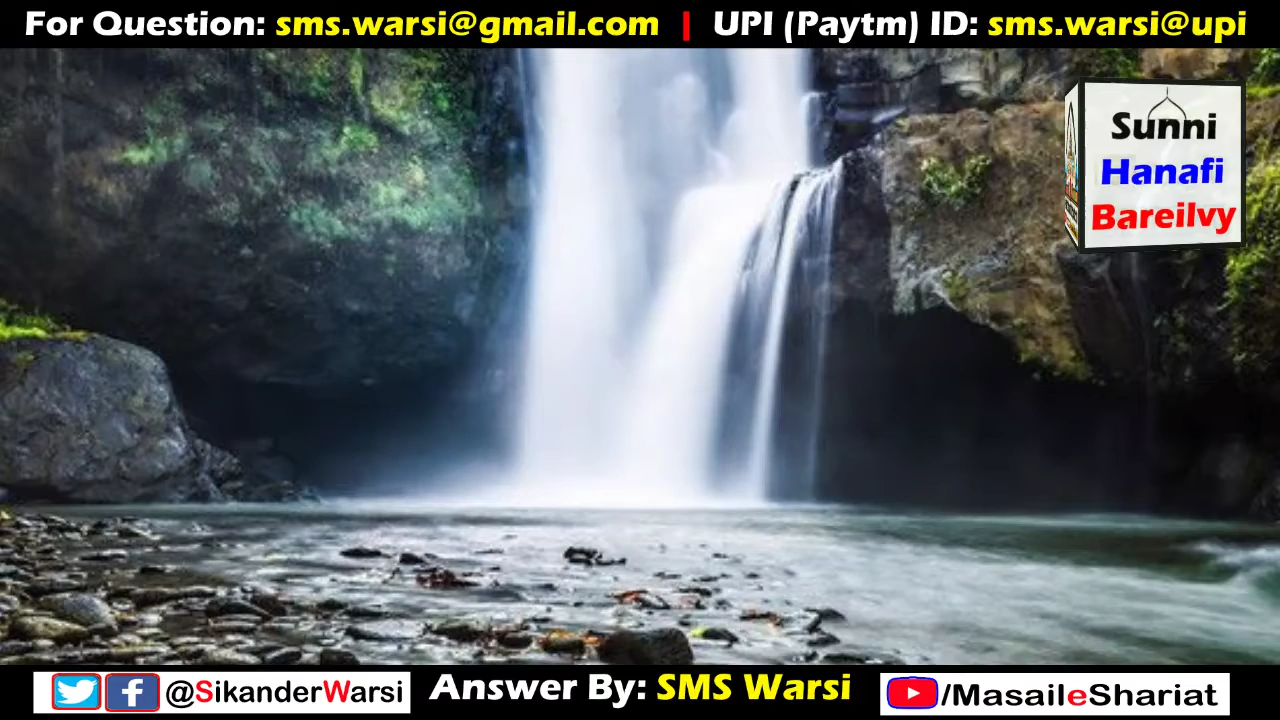 For Question: sms.warsi@gmail.com | UPI (Paytm) ID: sms.warsi@upi
Sunni
Hanafi
Bareilvy
@SikanderWarsi
Answer By: SMS Warsi
/MasaileShariat